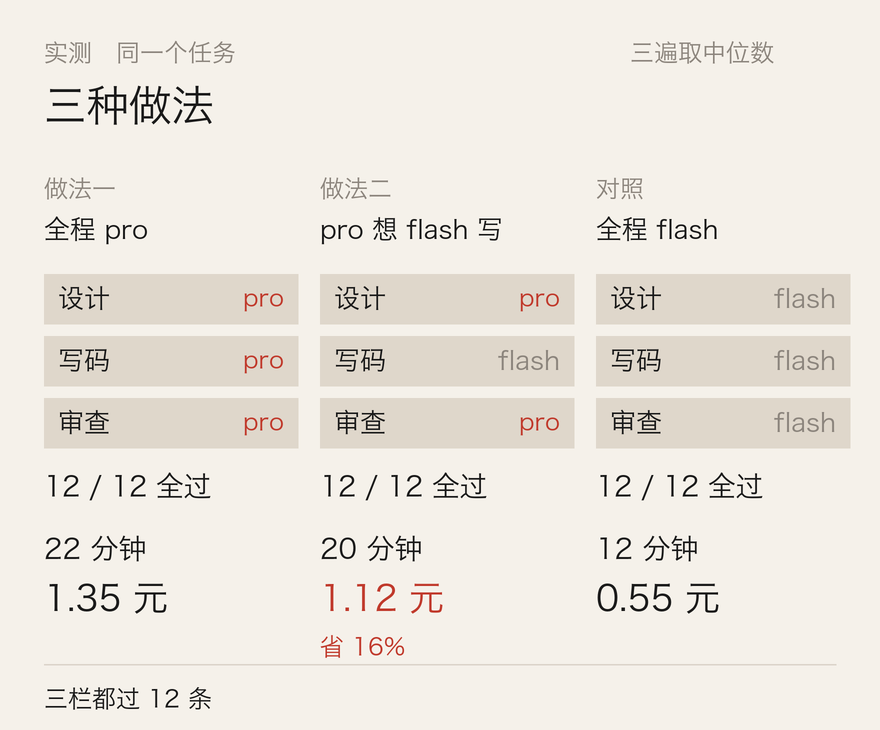 实测 同一个任务 三遍取中位数
三种做法
做法一 做法二 对照
全程 pro pro 想 flash 写 全程 flash
设计 pro 设计 pro 设计 flash
写码 pro 写码 flash 写码 flash
审查 pro 审查 pro 审查 flash
12 / 12 全过 12 / 12 全过 12 / 12 全过
22 分钟 20 分钟 12 分钟
1.35 元 1.12 元 0.55 元
省 16%
三栏都过 12 条